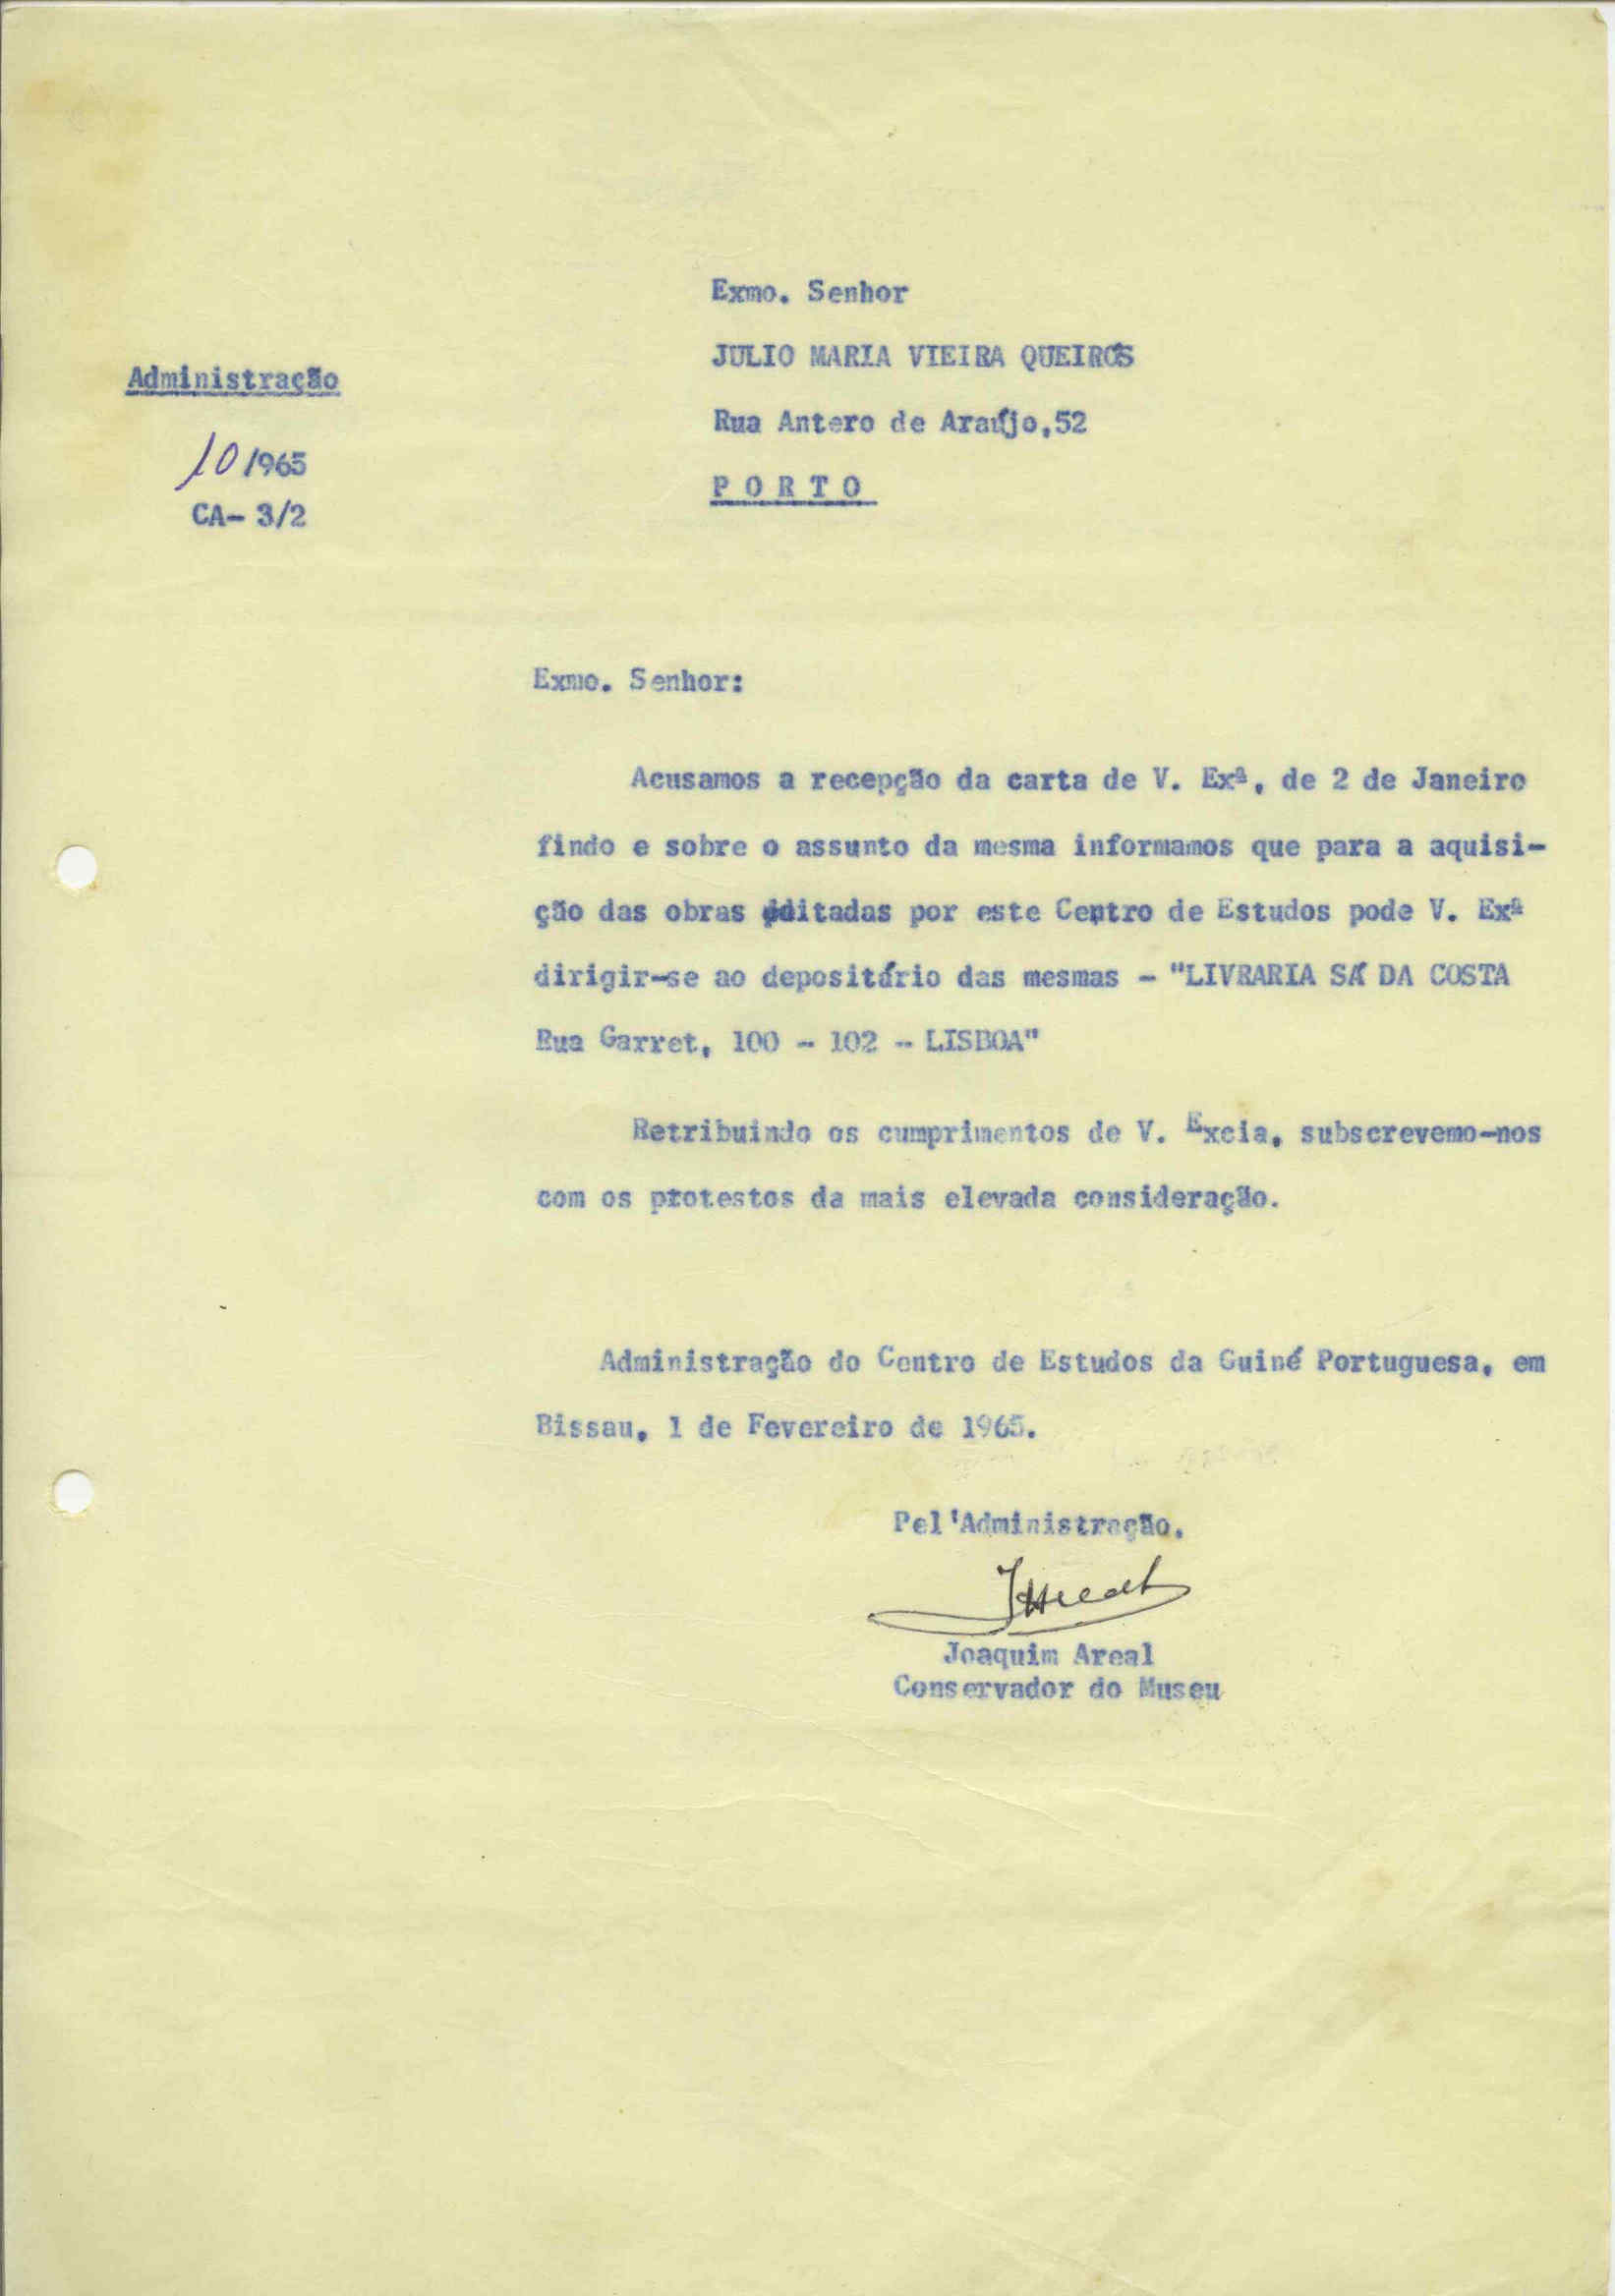 Exmo. Senhor
JULIO MARIA VIEIRA QUEIRÓS
Administração
Rua Antero de Araújo,52
10/965
PORTO
CA- 3/2
Exmo. Senhor:
Acusamos a recepção da carta de V. Exª, de 2 de Janeiro
findo e sobre o assunto da mesma informamos que para a aquisi-
ção das obras editadas por este Centro de Estudos pode V. Exª
dirigir-se ao depositário das mesmas - "LIVRARIA SÁ DA COSTA
Rua Garret, 100 - 102 - LISBOA"
Retribuindo os cumprimentos de V. Excia, subscrevemo-nos
com os protestos da mais elevada consideração.
Administração do Centro de Estudos da Guiné Portuguesa, em
Bissau, 1 de Fevereiro de 1965.
Pel'Administração,
JAreal
Joaquim Areal
Conservador do Museu